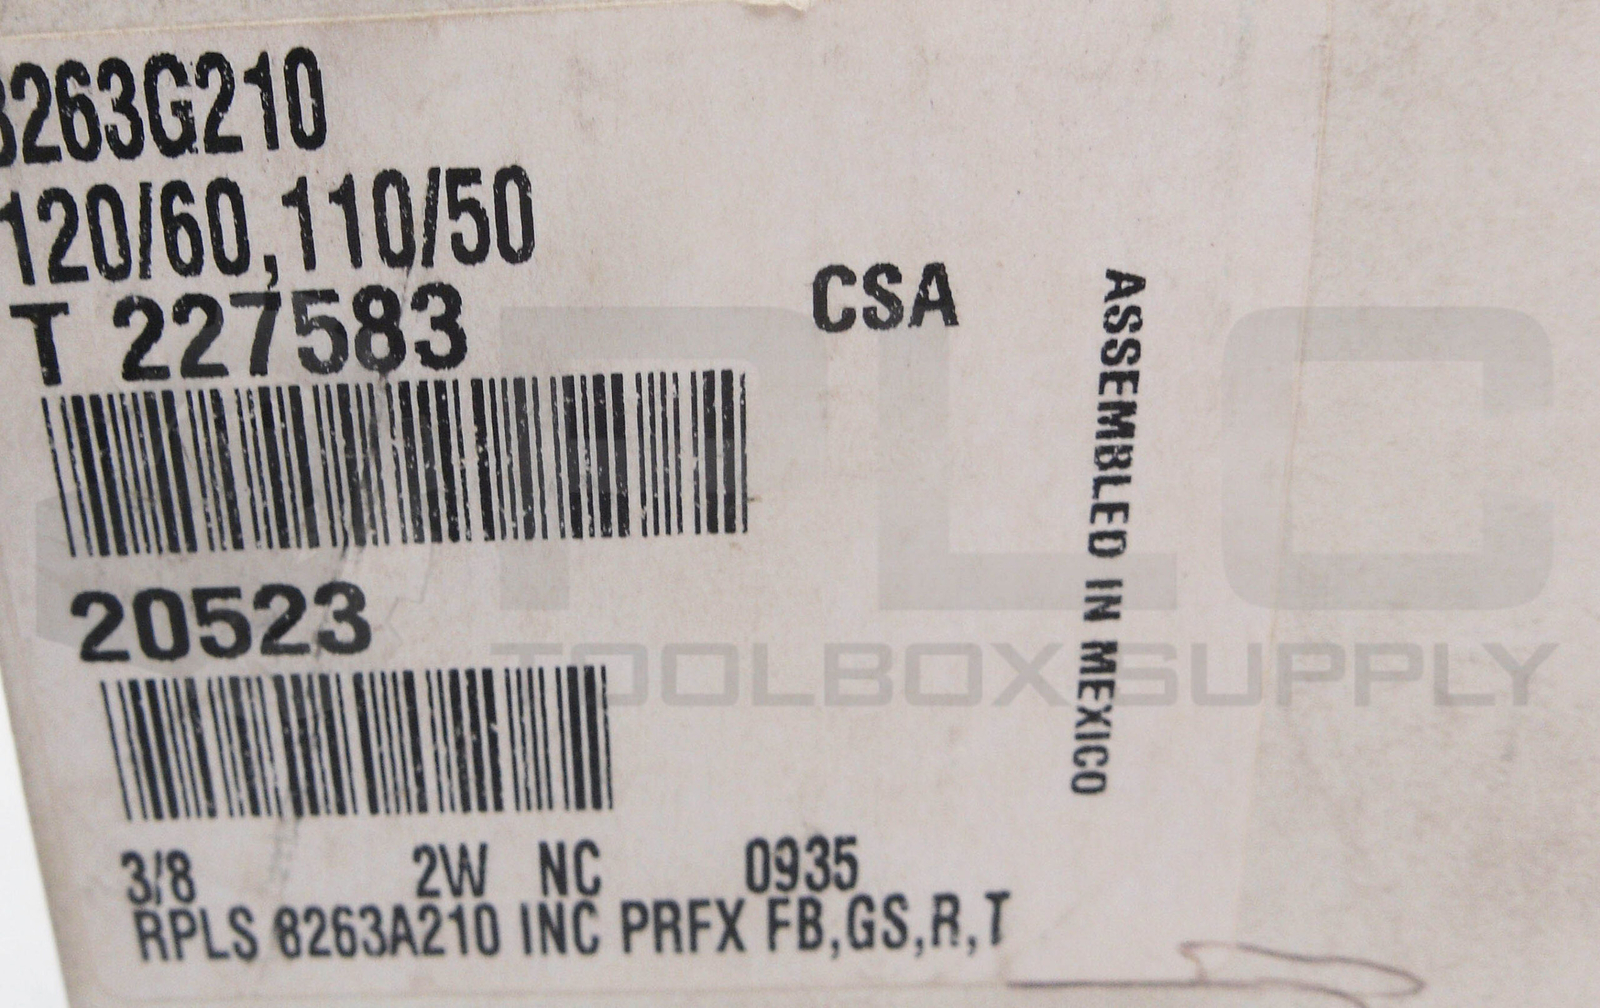 8263G210
120/60,110/50
T 227583
CSA
20523
3/8 2W NC 0935
RPLS 8263A210 INC PRFX FB,GS,R,T
ASSEMBLED IN MEXICO
PLC
TOOLBOX SUPPLY